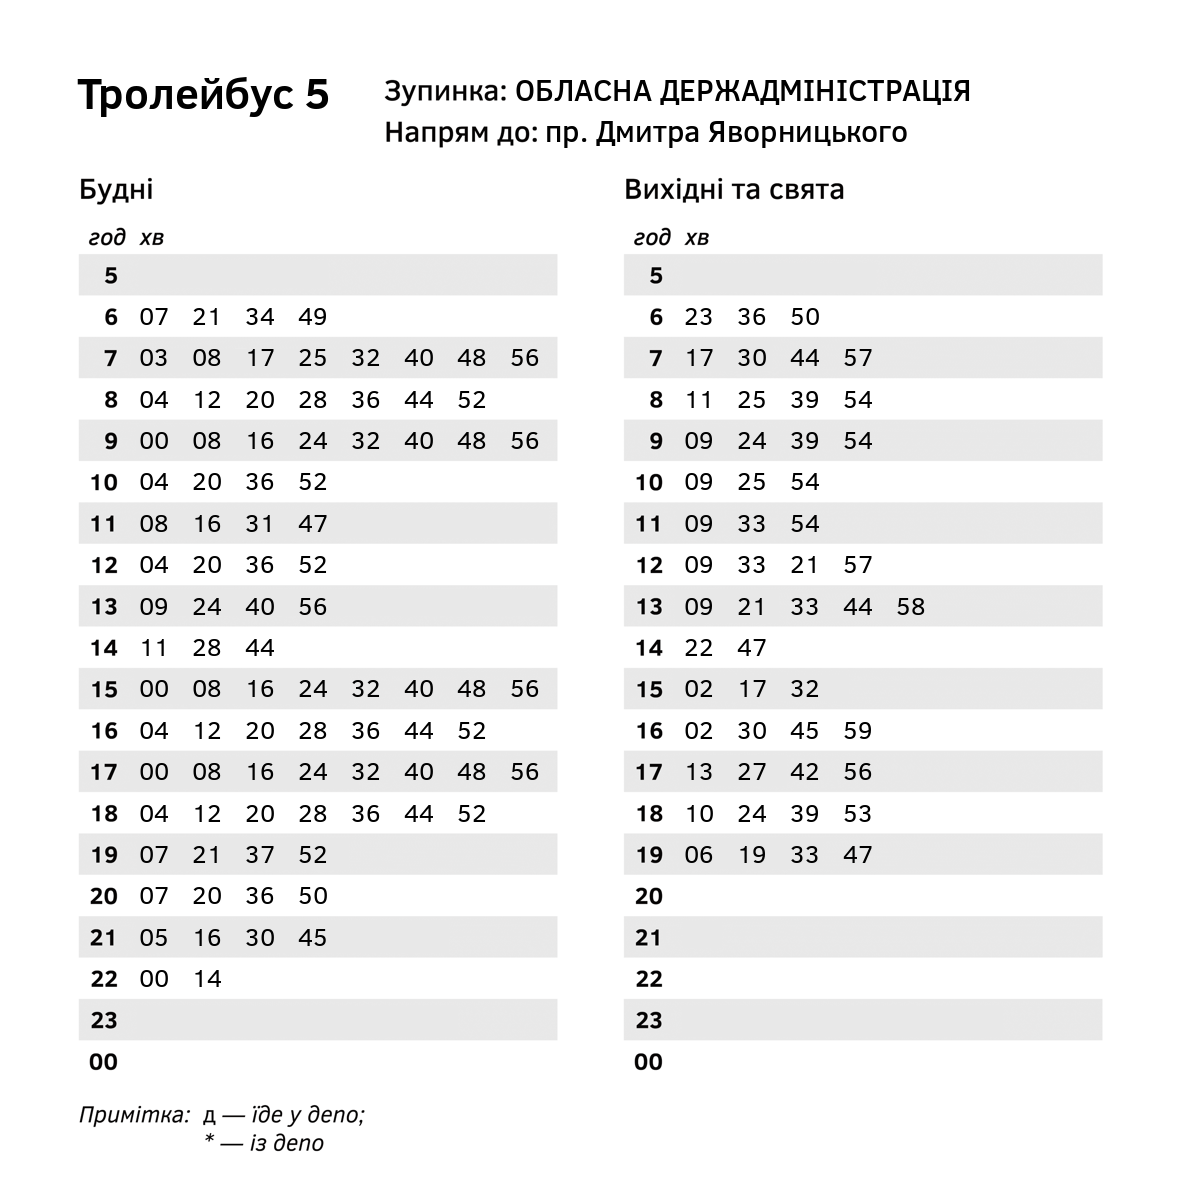 Тролейбус 5
Зупинка: ОБЛАСНА ДЕРЖАДМІНІСТРАЦІЯ
Напрям до: пр. Дмитра Яворницького
Будні
год хв
5
6 07 21 34 49
7 03 08 17 25 32 40 48 56
8 04 12 20 28 36 44 52
9 00 08 16 24 32 40 48 56
10 04 20 36 52
11 08 16 31 47
12 04 20 36 52
13 09 24 40 56
14 11 28 44
15 00 08 16 24 32 40 48 56
16 04 12 20 28 36 44 52
17 00 08 16 24 32 40 48 56
18 04 12 20 28 36 44 52
19 07 21 37 52
20 07 20 36 50
21 05 16 30 45
22 00 14
23
00
Вихідні та свята
год хв
5
6 23 36 50
7 17 30 44 57
8 11 25 39 54
9 09 24 39 54
10 09 25 54
11 09 33 54
12 09 33 21 57
13 09 21 33 44 58
14 22 47
15 02 17 32
16 02 30 45 59
17 13 27 42 56
18 10 24 39 53
19 06 19 33 47
20
21
22
23
00
Примітка: д — їде у депо;
* — із депо